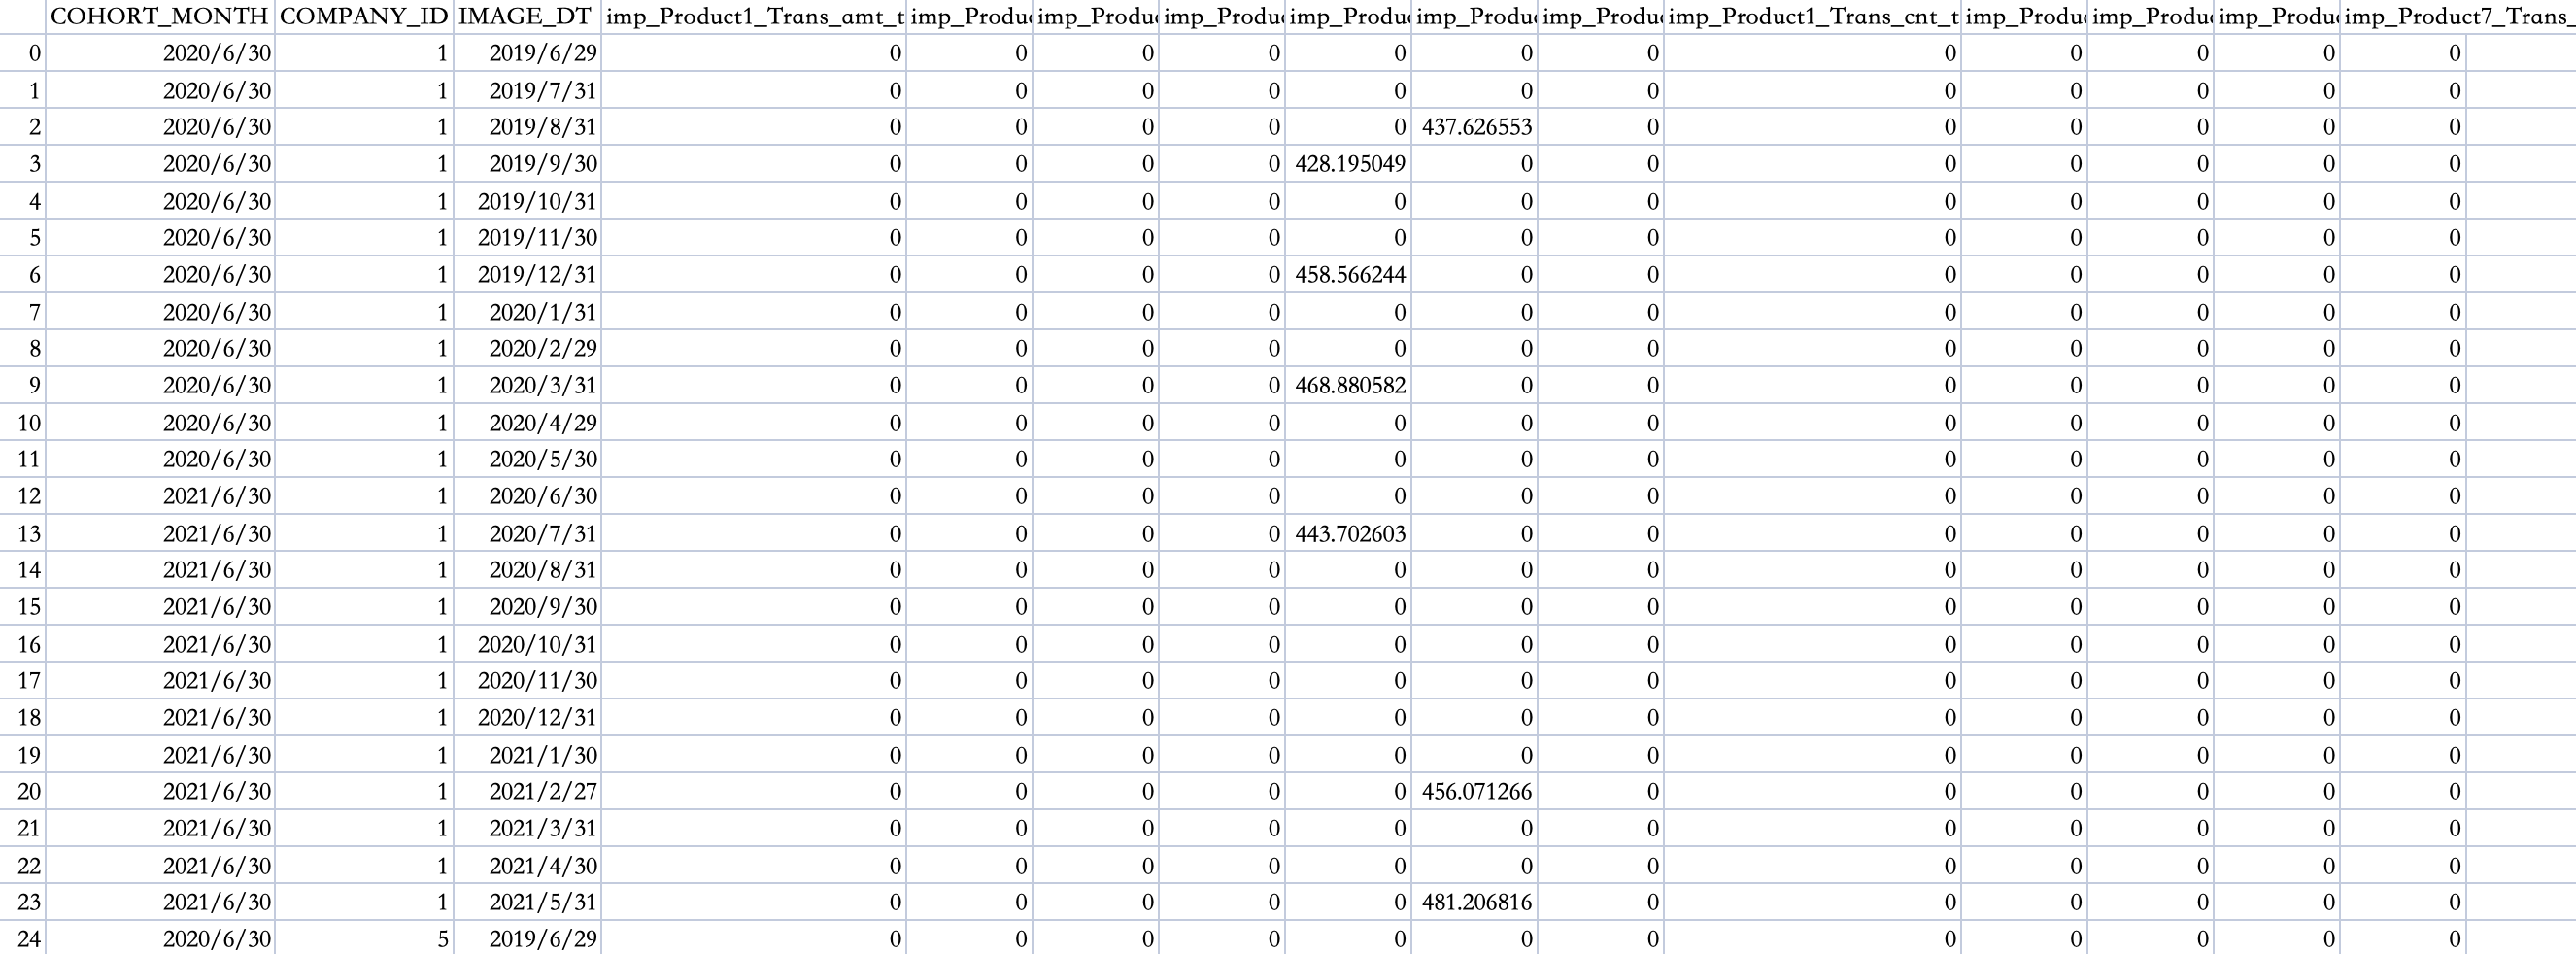 COHORT_MONTH COMPANY_ID IMAGE_DT imp_Product1_Trans_amt_t imp_Produ imp_Produ imp_Produ imp_Produ imp_Produ imp_Produ imp_Product1_Trans_cnt_t imp_Produ imp_Produ imp_Produ imp_Product7_Trans_
0 2020/6/30 1 2019/6/29 0 0 0 0 0 0 0 0 0 0 0 0
1 2020/6/30 1 2019/7/31 0 0 0 0 0 0 0 0 0 0 0 0
2 2020/6/30 1 2019/8/31 0 0 0 0 0 437.626553 0 0 0 0 0 0
3 2020/6/30 1 2019/9/30 0 0 0 0 428.195049 0 0 0 0 0 0 0
4 2020/6/30 1 2019/10/31 0 0 0 0 0 0 0 0 0 0 0 0
5 2020/6/30 1 2019/11/30 0 0 0 0 0 0 0 0 0 0 0 0
6 2020/6/30 1 2019/12/31 0 0 0 0 458.566244 0 0 0 0 0 0 0
7 2020/6/30 1 2020/1/31 0 0 0 0 0 0 0 0 0 0 0 0
8 2020/6/30 1 2020/2/29 0 0 0 0 0 0 0 0 0 0 0 0
9 2020/6/30 1 2020/3/31 0 0 0 0 468.880582 0 0 0 0 0 0 0
10 2020/6/30 1 2020/4/29 0 0 0 0 0 0 0 0 0 0 0 0
11 2020/6/30 1 2020/5/30 0 0 0 0 0 0 0 0 0 0 0 0
12 2021/6/30 1 2020/6/30 0 0 0 0 0 0 0 0 0 0 0 0
13 2021/6/30 1 2020/7/31 0 0 0 0 443.702603 0 0 0 0 0 0 0
14 2021/6/30 1 2020/8/31 0 0 0 0 0 0 0 0 0 0 0 0
15 2021/6/30 1 2020/9/30 0 0 0 0 0 0 0 0 0 0 0 0
16 2021/6/30 1 2020/10/31 0 0 0 0 0 0 0 0 0 0 0 0
17 2021/6/30 1 2020/11/30 0 0 0 0 0 0 0 0 0 0 0 0
18 2021/6/30 1 2020/12/31 0 0 0 0 0 0 0 0 0 0 0 0
19 2021/6/30 1 2021/1/30 0 0 0 0 0 0 0 0 0 0 0 0
20 2021/6/30 1 2021/2/27 0 0 0 0 0 456.071266 0 0 0 0 0 0
21 2021/6/30 1 2021/3/31 0 0 0 0 0 0 0 0 0 0 0 0
22 2021/6/30 1 2021/4/30 0 0 0 0 0 0 0 0 0 0 0 0
23 2021/6/30 1 2021/5/31 0 0 0 0 0 481.206816 0 0 0 0 0 0
24 2020/6/30 5 2019/6/29 0 0 0 0 0 0 0 0 0 0 0 0